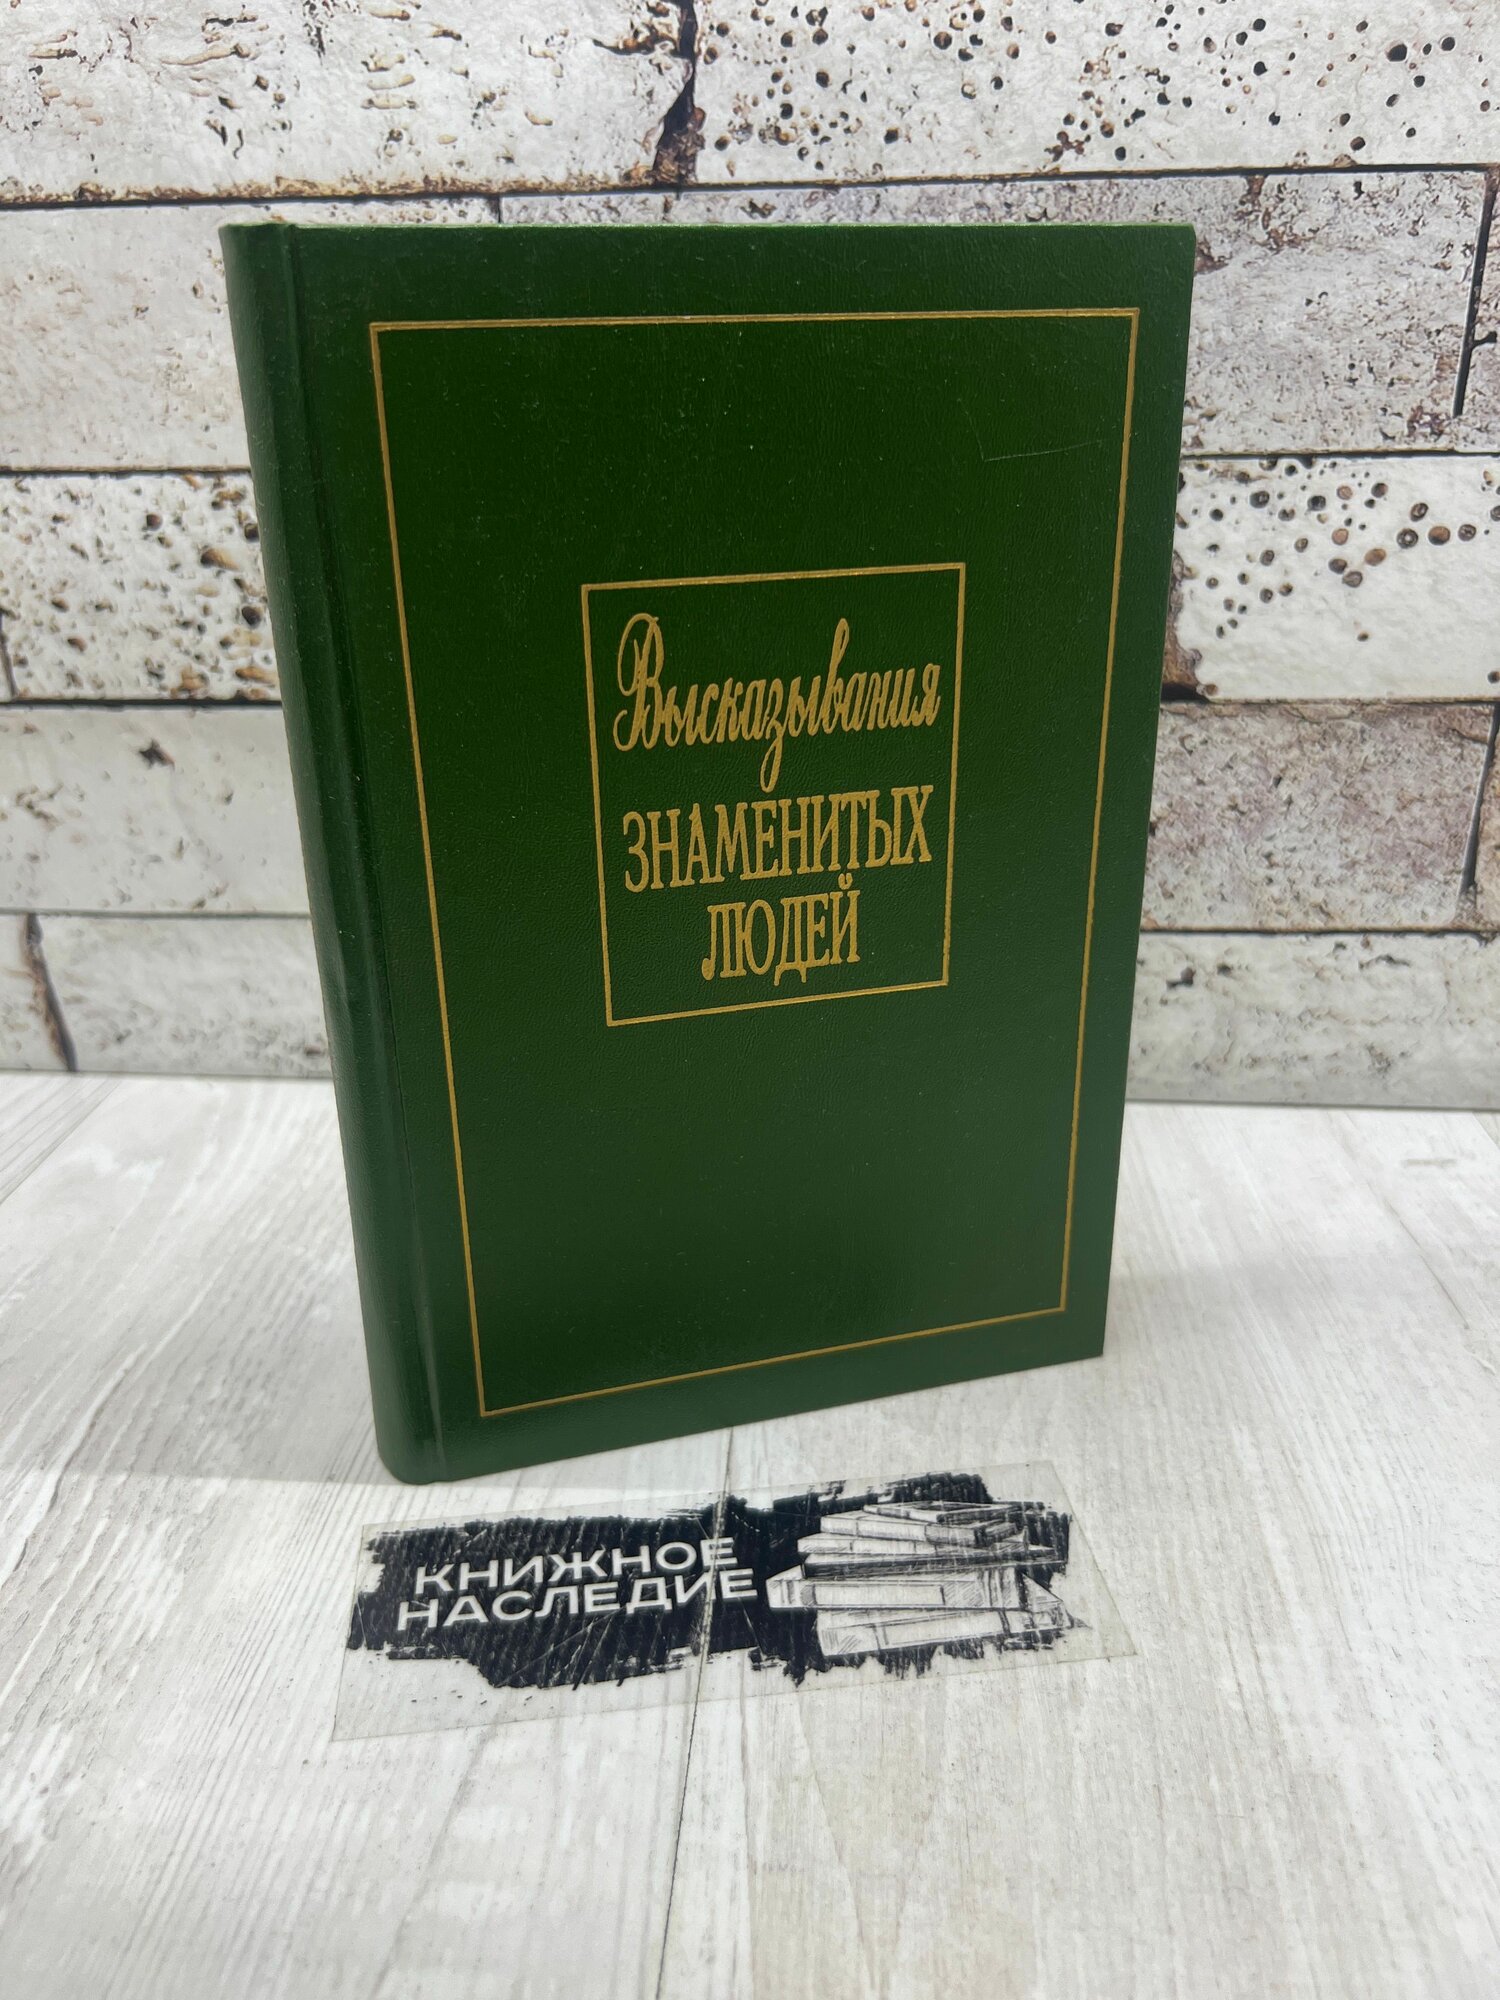 Высказывания
ЗНАМЕНИТЫХ
ЛЮДЕЙ
КНИЖНОЕ
НАСЛЕДИЕ